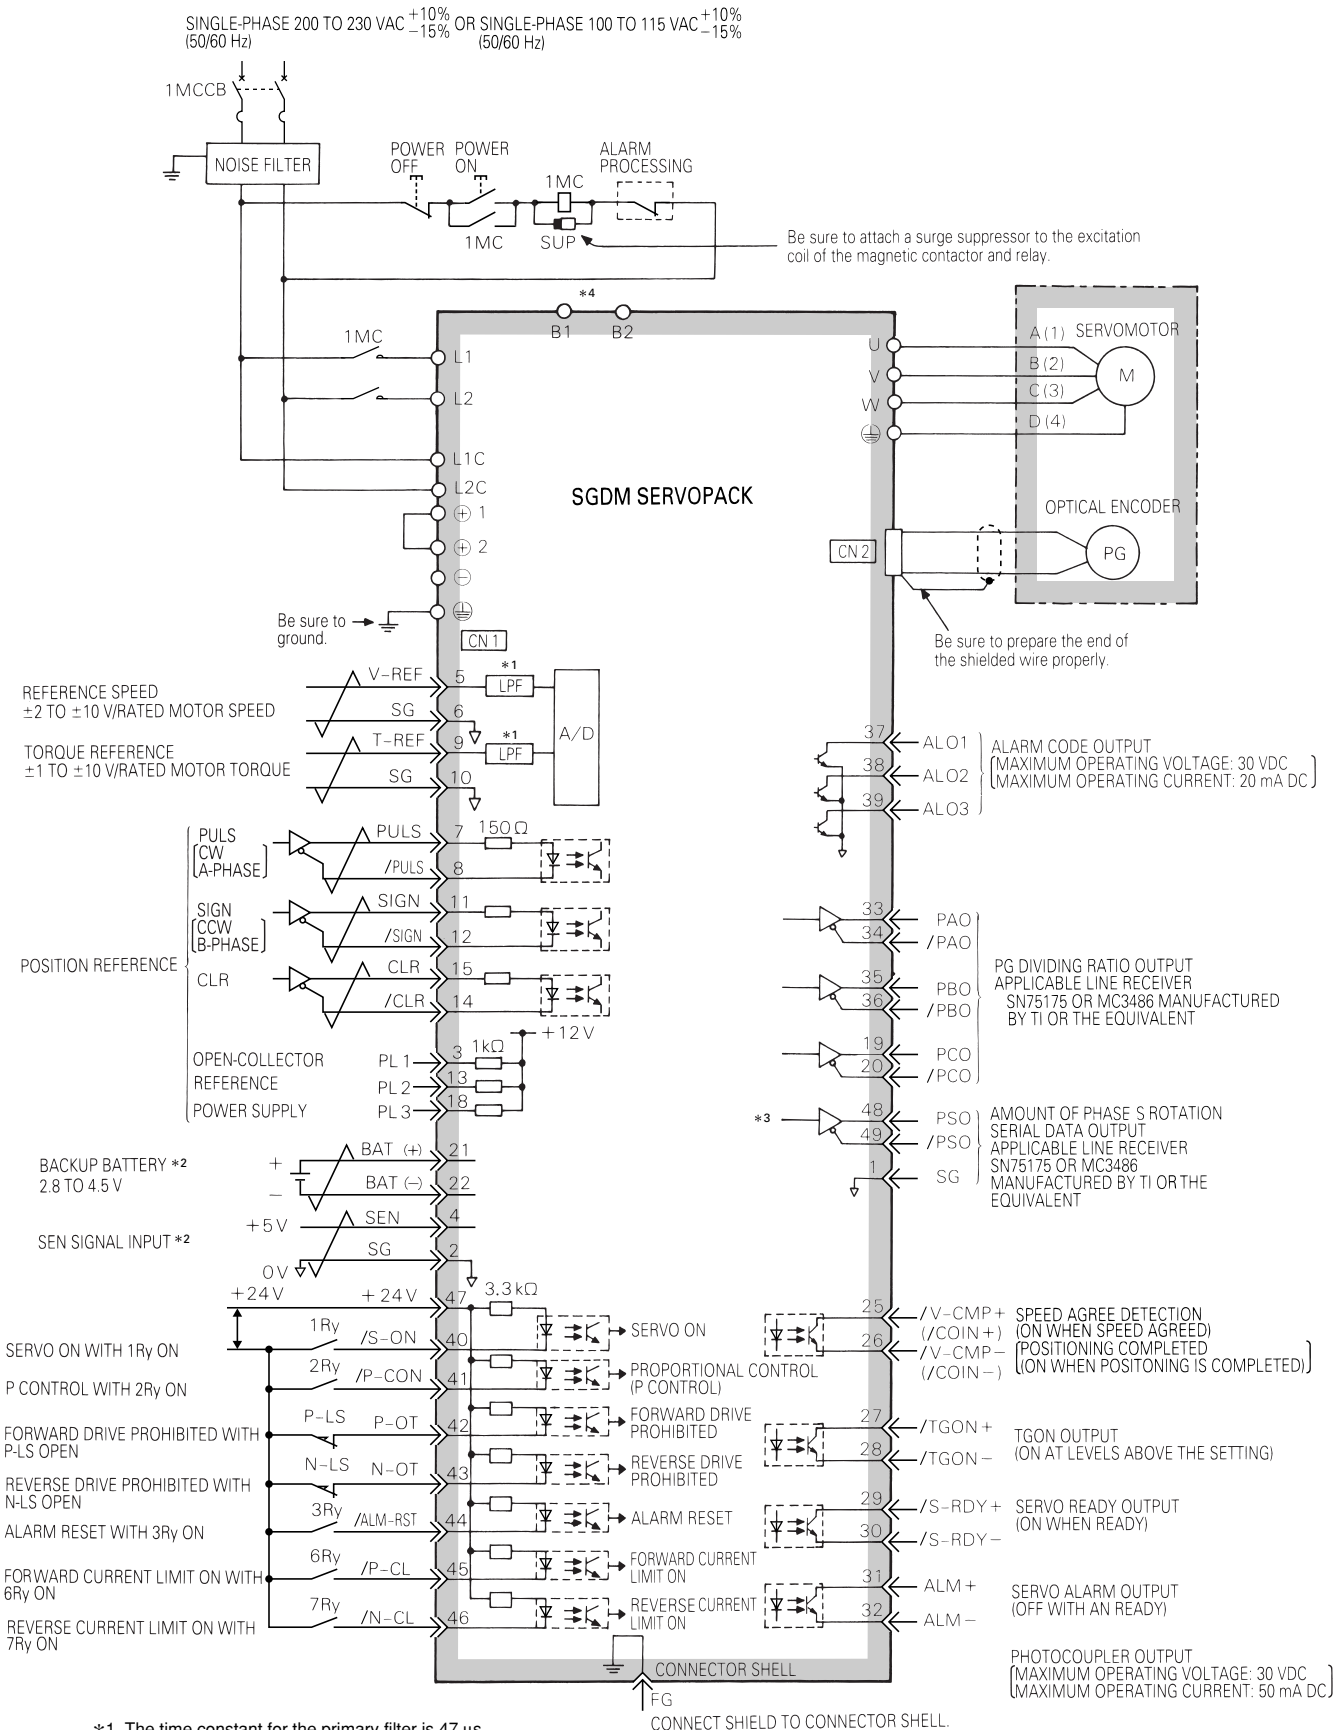 SINGLE-PHASE 200 TO 230 VAC +10% −15% OR SINGLE-PHASE 100 TO 115 VAC +10% −15%
(50/60 Hz) (50/60 Hz)
1MCCB
NOISE FILTER
POWER OFF
POWER ON
ALARM PROCESSING
1MC
1MC
SUP
Be sure to attach a surge suppressor to the excitation
coil of the magnetic contactor and relay.
*4
B1 B2
1MC
L1
L2
L1C
L2C
⊕ 1
⊕ 2
⊖
Be sure to
ground.
CN 1
SGDM SERVOPACK
U
V
W
A (1)
B (2)
C (3)
D (4)
SERVOMOTOR
M
OPTICAL ENCODER
PG
CN 2
Be sure to prepare the end of
the shielded wire properly.
REFERENCE SPEED
±2 TO ±10 V/RATED MOTOR SPEED
V−REF 5 *1 LPF
SG 6
TORQUE REFERENCE
±1 TO ±10 V/RATED MOTOR TORQUE
T−REF 9 *1 LPF
SG 10
A/D
POSITION REFERENCE
PULS
CW
A-PHASE
PULS 7 150Ω
/PULS 8
SIGN
CCW
B-PHASE
SIGN 11
/SIGN 12
CLR
CLR 15
/CLR 14
+12V
OPEN-COLLECTOR
REFERENCE
POWER SUPPLY
PL1 3 1kΩ
PL2 13
PL3 18
BACKUP BATTERY *2
2.8 TO 4.5 V
+ BAT (+) 21
− BAT (−) 22
SEN SIGNAL INPUT *2
+5V SEN 4
0V SG 2
+24V +24V 47 3.3kΩ
SERVO ON WITH 1Ry ON
1Ry /S−ON 40
SERVO ON
P CONTROL WITH 2Ry ON
2Ry /P−CON 41
PROPORTIONAL CONTROL
(P CONTROL)
FORWARD DRIVE PROHIBITED WITH
P-LS OPEN
P−LS P−OT 42
FORWARD DRIVE
PROHIBITED
REVERSE DRIVE PROHIBITED WITH
N-LS OPEN
N−LS N−OT 43
REVERSE DRIVE
PROHIBITED
ALARM RESET WITH 3Ry ON
3Ry /ALM−RST 44
ALARM RESET
FORWARD CURRENT LIMIT ON WITH
6Ry ON
6Ry /P−CL 45
FORWARD CURRENT
LIMIT ON
REVERSE CURRENT LIMIT ON WITH
7Ry ON
7Ry /N−CL 46
REVERSE CURRENT
LIMIT ON
37 ALO1
38 ALO2
39 ALO3
ALARM CODE OUTPUT
MAXIMUM OPERATING VOLTAGE: 30 VDC
MAXIMUM OPERATING CURRENT: 20 mA DC
33 PAO
34 /PAO
35 PBO
36 /PBO
19 PCO
20 /PCO
PG DIVIDING RATIO OUTPUT
APPLICABLE LINE RECEIVER
SN75175 OR MC3486 MANUFACTURED
BY TI OR THE EQUIVALENT
*3
48 PSO
49 /PSO
1 SG
AMOUNT OF PHASE S ROTATION
SERIAL DATA OUTPUT
APPLICABLE LINE RECEIVER
SN75175 OR MC3486
MANUFACTURED BY TI OR THE
EQUIVALENT
25 /V−CMP+
(/COIN+)
26 /V−CMP−
(/COIN−)
SPEED AGREE DETECTION
(ON WHEN SPEED AGREED)
POSITIONING COMPLETED
(ON WHEN POSITONING IS COMPLETED)
27 /TGON+
28 /TGON−
TGON OUTPUT
(ON AT LEVELS ABOVE THE SETTING)
29 /S−RDY+
30 /S−RDY−
SERVO READY OUTPUT
(ON WHEN READY)
31 ALM+
32 ALM−
SERVO ALARM OUTPUT
(OFF WITH AN READY)
PHOTOCOUPLER OUTPUT
MAXIMUM OPERATING VOLTAGE: 30 VDC
MAXIMUM OPERATING CURRENT: 50 mA DC
CONNECTOR SHELL
FG
CONNECT SHIELD TO CONNECTOR SHELL.
*1 The time constant for the primary filter is 47 µs